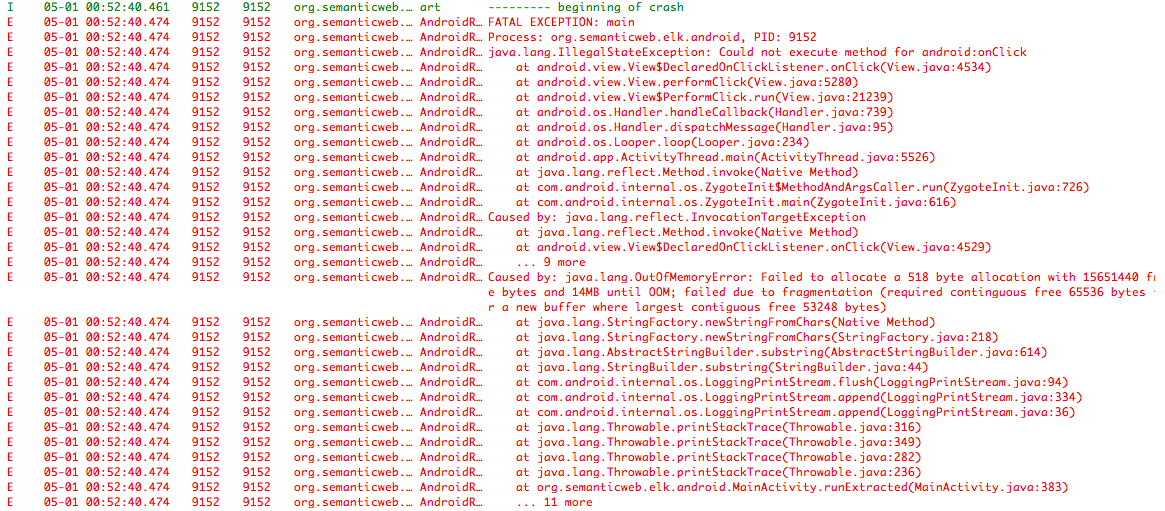 I 05-01 00:52:40.461 9152 9152 org.semanticweb.… art --------- beginning of crash
E 05-01 00:52:40.474 9152 9152 org.semanticweb.… AndroidR… FATAL EXCEPTION: main
E 05-01 00:52:40.474 9152 9152 org.semanticweb.… AndroidR… Process: org.semanticweb.elk.android, PID: 9152
E 05-01 00:52:40.474 9152 9152 org.semanticweb.… AndroidR… java.lang.IllegalStateException: Could not execute method for android:onClick
E 05-01 00:52:40.474 9152 9152 org.semanticweb.… AndroidR… at android.view.View$DeclaredOnClickListener.onClick(View.java:4534)
E 05-01 00:52:40.474 9152 9152 org.semanticweb.… AndroidR… at android.view.View.performClick(View.java:5280)
E 05-01 00:52:40.474 9152 9152 org.semanticweb.… AndroidR… at android.view.View$PerformClick.run(View.java:21239)
E 05-01 00:52:40.474 9152 9152 org.semanticweb.… AndroidR… at android.os.Handler.handleCallback(Handler.java:739)
E 05-01 00:52:40.474 9152 9152 org.semanticweb.… AndroidR… at android.os.Handler.dispatchMessage(Handler.java:95)
E 05-01 00:52:40.474 9152 9152 org.semanticweb.… AndroidR… at android.os.Looper.loop(Looper.java:234)
E 05-01 00:52:40.474 9152 9152 org.semanticweb.… AndroidR… at android.app.ActivityThread.main(ActivityThread.java:5526)
E 05-01 00:52:40.474 9152 9152 org.semanticweb.… AndroidR… at java.lang.reflect.Method.invoke(Native Method)
E 05-01 00:52:40.474 9152 9152 org.semanticweb.… AndroidR… at com.android.internal.os.ZygoteInit$MethodAndArgsCaller.run(ZygoteInit.java:726)
E 05-01 00:52:40.474 9152 9152 org.semanticweb.… AndroidR… at com.android.internal.os.ZygoteInit.main(ZygoteInit.java:616)
E 05-01 00:52:40.474 9152 9152 org.semanticweb.… AndroidR… Caused by: java.lang.reflect.InvocationTargetException
E 05-01 00:52:40.474 9152 9152 org.semanticweb.… AndroidR… at java.lang.reflect.Method.invoke(Native Method)
E 05-01 00:52:40.474 9152 9152 org.semanticweb.… AndroidR… at android.view.View$DeclaredOnClickListener.onClick(View.java:4529)
E 05-01 00:52:40.474 9152 9152 org.semanticweb.… AndroidR… ... 9 more
E 05-01 00:52:40.474 9152 9152 org.semanticweb.… AndroidR… Caused by: java.lang.OutOfMemoryError: Failed to allocate a 518 byte allocation with 15651440 fr
e bytes and 14MB until OOM; failed due to fragmentation (required continguous free 65536 bytes
r a new buffer where largest contiguous free 53248 bytes)
E 05-01 00:52:40.474 9152 9152 org.semanticweb.… AndroidR… at java.lang.StringFactory.newStringFromChars(Native Method)
E 05-01 00:52:40.474 9152 9152 org.semanticweb.… AndroidR… at java.lang.StringFactory.newStringFromChars(StringFactory.java:218)
E 05-01 00:52:40.474 9152 9152 org.semanticweb.… AndroidR… at java.lang.AbstractStringBuilder.substring(AbstractStringBuilder.java:614)
E 05-01 00:52:40.474 9152 9152 org.semanticweb.… AndroidR… at java.lang.StringBuilder.substring(StringBuilder.java:44)
E 05-01 00:52:40.474 9152 9152 org.semanticweb.… AndroidR… at com.android.internal.os.LoggingPrintStream.flush(LoggingPrintStream.java:94)
E 05-01 00:52:40.474 9152 9152 org.semanticweb.… AndroidR… at com.android.internal.os.LoggingPrintStream.append(LoggingPrintStream.java:334)
E 05-01 00:52:40.474 9152 9152 org.semanticweb.… AndroidR… at com.android.internal.os.LoggingPrintStream.append(LoggingPrintStream.java:36)
E 05-01 00:52:40.474 9152 9152 org.semanticweb.… AndroidR… at java.lang.Throwable.printStackTrace(Throwable.java:316)
E 05-01 00:52:40.474 9152 9152 org.semanticweb.… AndroidR… at java.lang.Throwable.printStackTrace(Throwable.java:349)
E 05-01 00:52:40.474 9152 9152 org.semanticweb.… AndroidR… at java.lang.Throwable.printStackTrace(Throwable.java:282)
E 05-01 00:52:40.474 9152 9152 org.semanticweb.… AndroidR… at java.lang.Throwable.printStackTrace(Throwable.java:236)
E 05-01 00:52:40.474 9152 9152 org.semanticweb.… AndroidR… at org.semanticweb.elk.android.MainActivity.runExtracted(MainActivity.java:383)
E 05-01 00:52:40.474 9152 9152 org.semanticweb.… AndroidR… ... 11 more